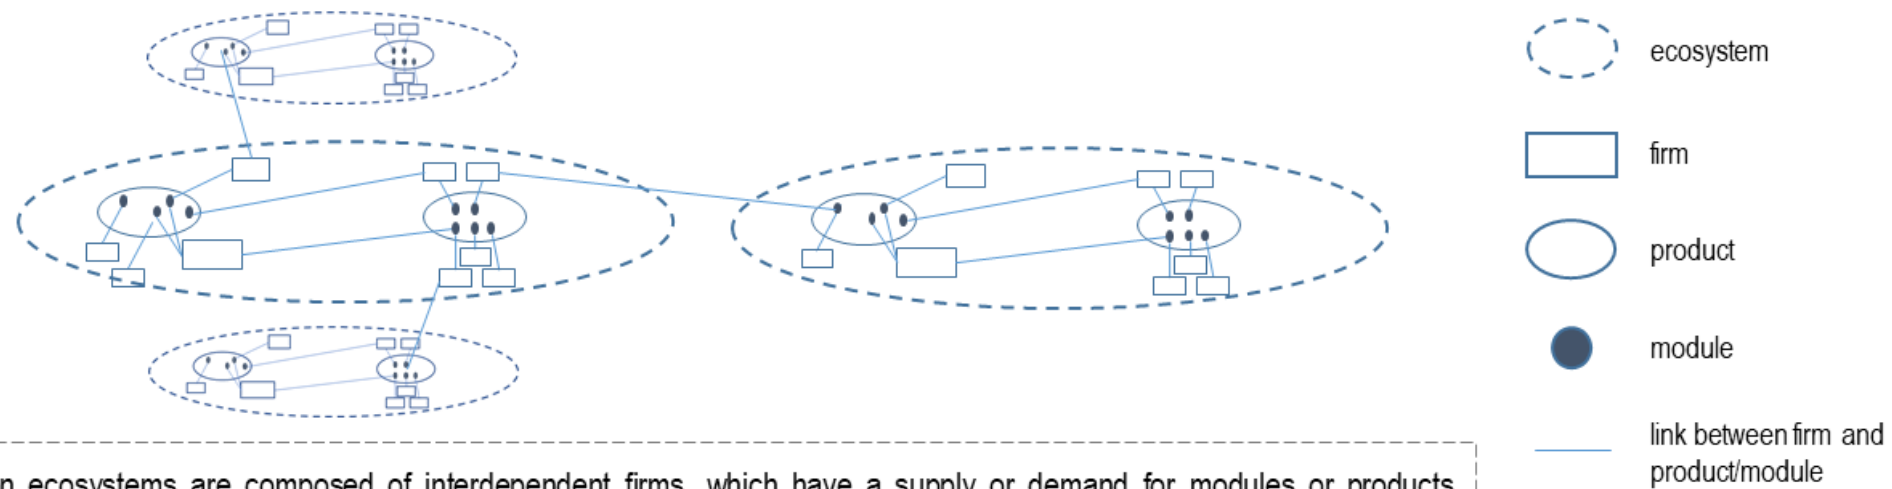 ecosystem
firm
product
module
link between firm and
product/module
ecosystems are composed of interdependent firms, which have a supply or demand for modules or products